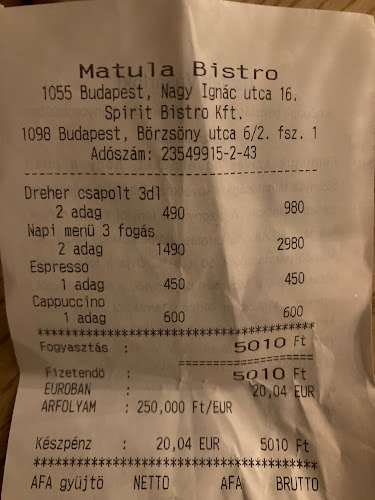 Matula Bistro
1055 Budapest, Nagy Ignác utca 16.
Spirit Bistro Kft.
1098 Budapest, Börzsöny utca 6/2. fsz. 1
Adószám: 23549915-2-43
--------------------------------
Dreher csapolt 3dl
2 adag 490 980
Napi menü 3 fogás
2 adag 1490 2980
Espresso
1 adag 450 450
Cappuccino
1 adag 600 600
********************************
Fogyasztás : 5010 Ft
================
Fizetendö : 5010 Ft
EUROBAN : 20,04 EUR
ARFOLYAM : 250,000 Ft/EUR
Készpénz : 20,04 EUR 5010 Ft
********************************
AFA gyüjtö NETTO AFA BRUTTO